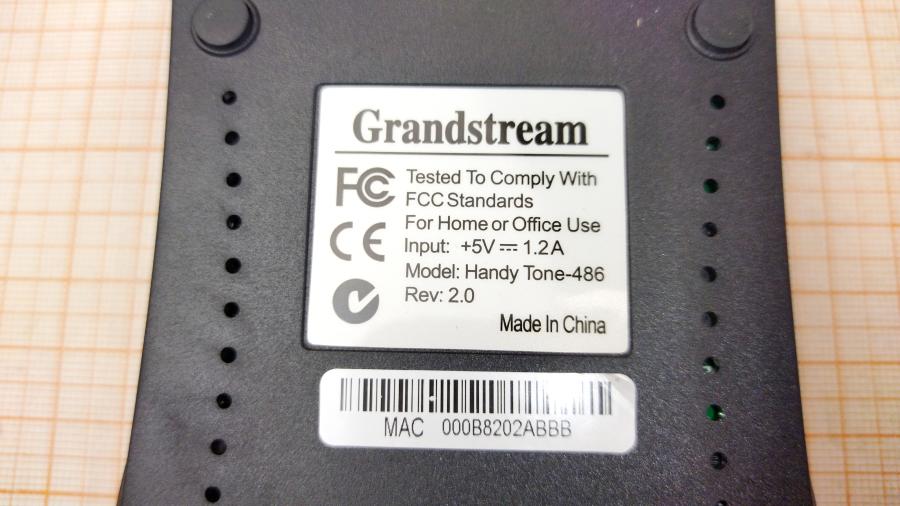 Grandstream
FC Tested To Comply With
FCC Standards
For Home or Office Use
CE Input: +5V ⎓ 1.2A
Model: Handy Tone-486
Rev: 2.0
Made In China
MAC 000B8202ABBB